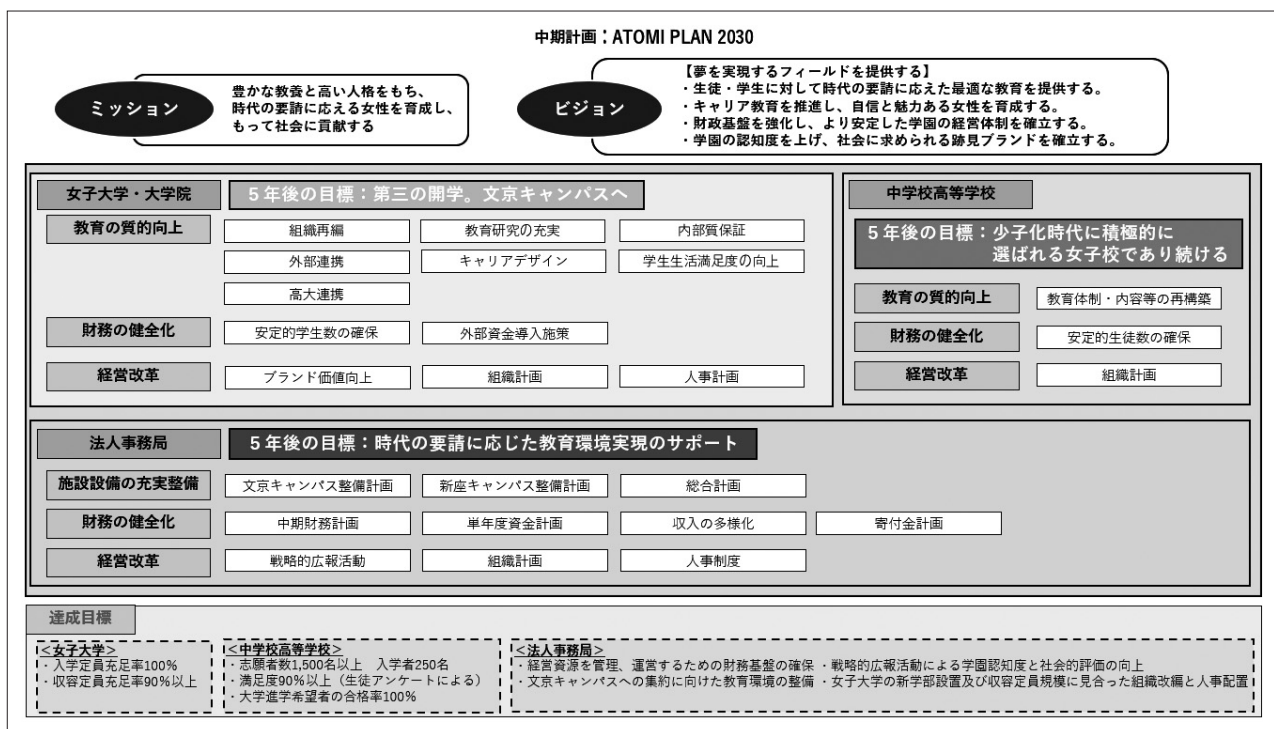 中期計画：ATOMI PLAN 2030
ミッション
豊かな教養と高い人格をもち、
時代の要請に応える女性を育成し、
もって社会に貢献する
ビジョン
【夢を実現するフィールドを提供する】
・生徒・学生に対して時代の要請に応えた最適な教育を提供する。
・キャリア教育を推進し、自信と魅力ある女性を育成する。
・財政基盤を強化し、より安定した学園の経営体制を確立する。
・学園の認知度を上げ、社会に求められる跡見ブランドを確立する。
女子大学・大学院
５年後の目標：第三の開学。文京キャンパスへ
教育の質的向上
組織再編
教育研究の充実
内部質保証
外部連携
キャリアデザイン
学生生活満足度の向上
高大連携
財務の健全化
安定的学生数の確保
外部資金導入施策
経営改革
ブランド価値向上
組織計画
人事計画
中学校高等学校
５年後の目標：少子化時代に積極的に
選ばれる女子校であり続ける
教育の質的向上
教育体制・内容等の再構築
財務の健全化
安定的生徒数の確保
経営改革
組織計画
法人事務局
５年後の目標：時代の要請に応じた教育環境実現のサポート
施設設備の充実整備
文京キャンパス整備計画
新座キャンパス整備計画
総合計画
財務の健全化
中期財務計画
単年度資金計画
収入の多様化
寄付金計画
経営改革
戦略的広報活動
組織計画
人事制度
達成目標
＜女子大学＞
・入学定員充足率100%
・収容定員充足率90%以上
＜中学校高等学校＞
・志願者数1,500名以上　入学者250名
・満足度90%以上（生徒アンケートによる）
・大学進学希望者の合格率100%
＜法人事務局＞
・経営資源を管理、運営するための財務基盤の確保 ・戦略的広報活動による学園認知度と社会的評価の向上
・文京キャンパスへの集約に向けた教育環境の整備 ・女子大学の新学部設置及び収容定員規模に見合った組織改編と人事配置